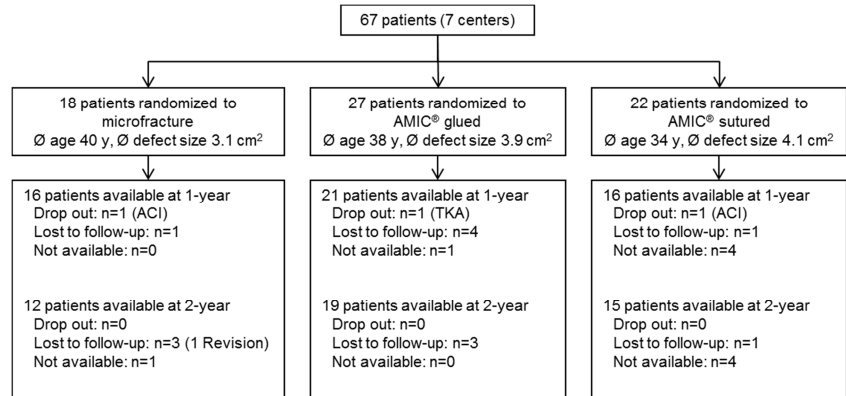 67 patients (7 centers)
18 patients randomized to
microfracture
Ø age 40 y, Ø defect size 3.1 cm²
27 patients randomized to
AMIC® glued
Ø age 38 y, Ø defect size 3.9 cm²
22 patients randomized to
AMIC® sutured
Ø age 34 y, Ø defect size 4.1 cm²
16 patients available at 1-year
Drop out: n=1 (ACI)
Lost to follow-up: n=1
Not available: n=0
12 patients available at 2-year
Drop out: n=0
Lost to follow-up: n=3 (1 Revision)
Not available: n=1
21 patients available at 1-year
Drop out: n=1 (TKA)
Lost to follow-up: n=4
Not available: n=1
19 patients available at 2-year
Drop out: n=0
Lost to follow-up: n=3
Not available: n=0
16 patients available at 1-year
Drop out: n=1 (ACI)
Lost to follow-up: n=1
Not available: n=4
15 patients available at 2-year
Drop out: n=0
Lost to follow-up: n=1
Not available: n=4